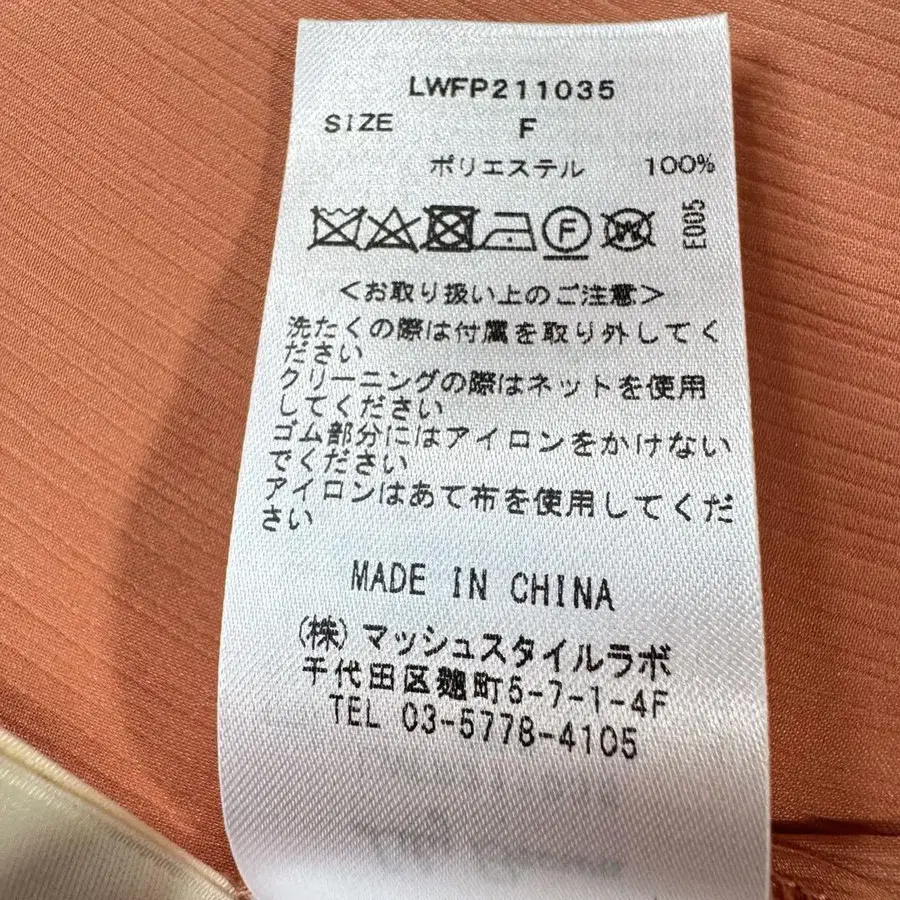 LWFP211035
SIZE F
ポリエステル 100%
F W E005
<お取り扱い上のご注意>
洗たくの際は付属を取り外してく
ださい
クリーニングの際はネットを使用
してください
ゴム部分にはアイロンをかけない
でください
アイロンはあて布を使用してくだ
さい
MADE IN CHINA
(株)マッシュスタイルラボ
千代田区麹町5-7-1-4F
TEL 03-5778-4105